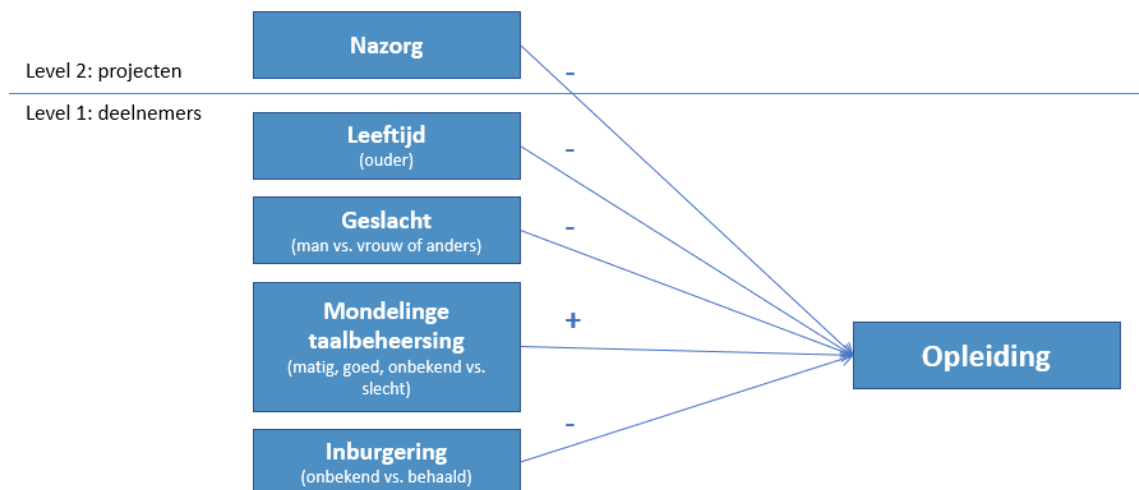 Nazorg
Level 2: projecten
-
Level 1: deelnemers
Leeftijd
(ouder)
-
Geslacht
(man vs. vrouw of anders)
-
Mondelinge
taalbeheersing
(matig, goed, onbekend vs.
slecht)
+
Opleiding
Inburgering
(onbekend vs. behaald)
-